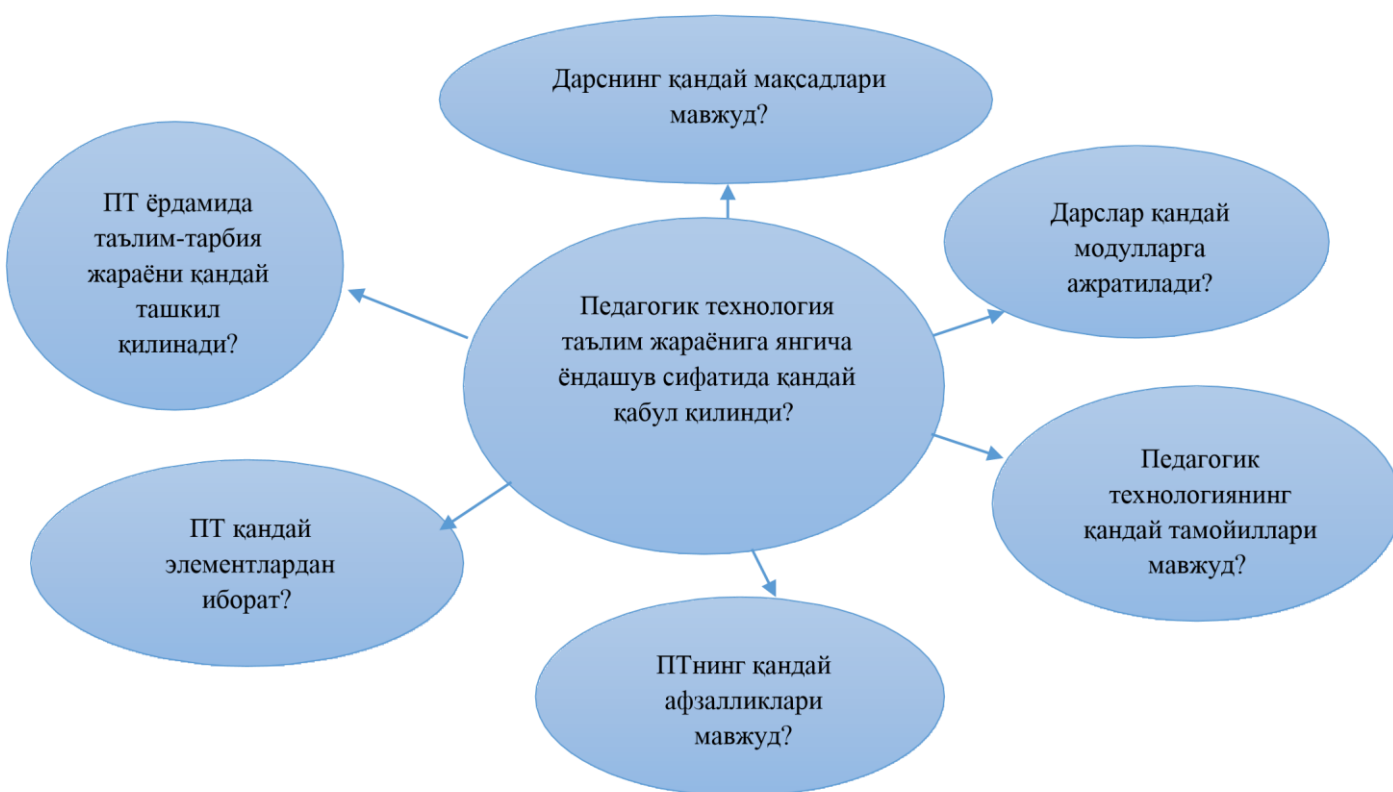 Дарснинг қандай мақсадлари
мавжуд?
ПТ ёрдамида
таълим-тарбия
жараёни қандай
ташкил
қилинади?
Дарслар қандай
модулларга
ажратилади?
Педагогик технология
таълим жараёнига янгича
ёндашув сифатида қандай
қабул қилинди?
Педагогик
технологиянинг
қандай тамойиллари
мавжуд?
ПТ қандай
элементлардан
иборат?
ПТнинг қандай
афзалликлари
мавжуд?